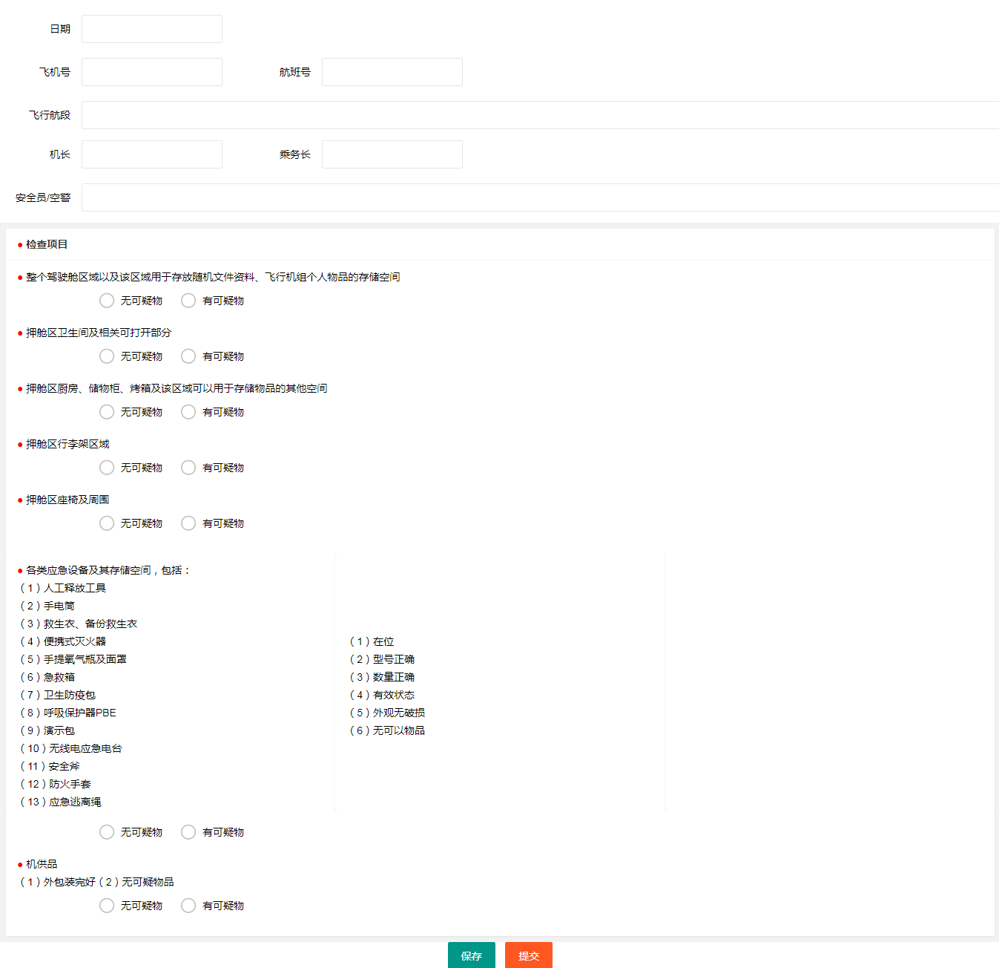 日期
飞机号 航班号
飞行航段
机长 乘务长
安全员/空警
● 检查项目
● 整个驾驶舱区域以及该区域用于存放随机文件资料、飞行机组个人物品的存储空间
无可疑物 有可疑物
● 押舱区卫生间及相关可打开部分
无可疑物 有可疑物
● 押舱区厨房、储物柜、烤箱及该区域可以用于存储物品的其他空间
无可疑物 有可疑物
● 押舱区行李架区域
无可疑物 有可疑物
● 押舱区座椅及周围
无可疑物 有可疑物
● 各类应急设备及其存储空间，包括：
（1）人工释放工具
（2）手电筒
（3）救生衣、备份救生衣
（4）便携式灭火器
（5）手提氧气瓶及面罩
（6）急救箱
（7）卫生防疫包
（8）呼吸保护器PBE
（9）演示包
（10）无线电应急电台
（11）安全斧
（12）防火手套
（13）应急逃离绳
（1）在位
（2）型号正确
（3）数量正确
（4）有效状态
（5）外观无破损
（6）无可以物品
无可疑物 有可疑物
● 机供品
（1）外包装完好（2）无可疑物品
无可疑物 有可疑物
保存 提交